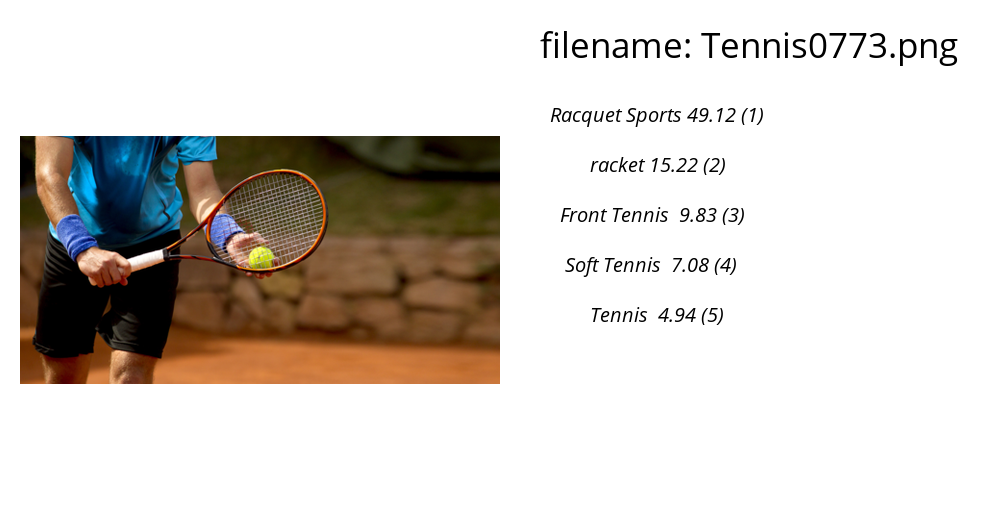 filename: Tennis0773.png
Racquet Sports 49.12 (1)
racket 15.22 (2)
Front Tennis 9.83 (3)
Soft Tennis 7.08 (4)
Tennis 4.94 (5)